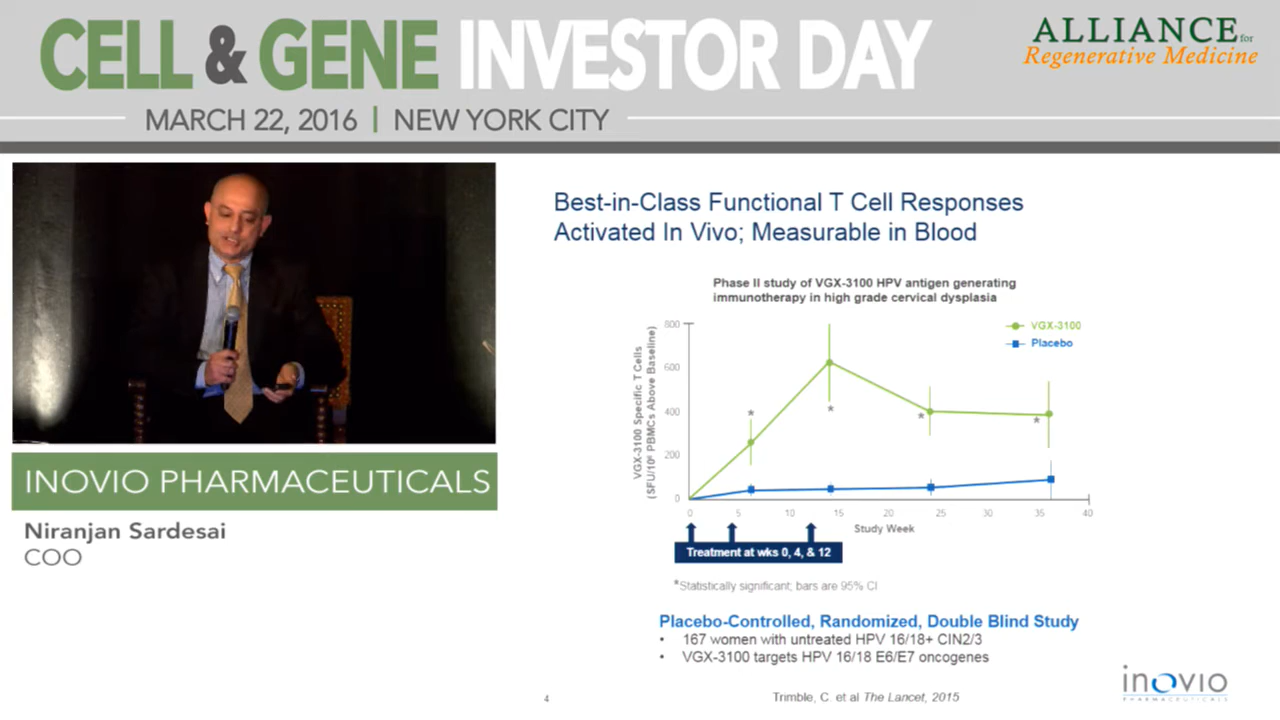 CELL & GENE INVESTOR DAY
MARCH 22, 2016 | NEW YORK CITY
ALLIANCE for
Regenerative Medicine
INOVIO PHARMACEUTICALS
Niranjan Sardesai
COO
Best-in-Class Functional T Cell Responses
Activated In Vivo; Measurable in Blood
Phase II study of VGX-3100 HPV antigen generating
immunotherapy in high grade cervical dysplasia
VGX-3100 Specific T Cells
(SFU/10⁶ PBMCs Above Baseline)
800
600
400
200
0
VGX-3100
Placebo
* * * *
0 5 10 15 20 25 30 35 40
Study Week
Treatment at wks 0, 4, & 12
*Statistically significant; bars are 95% CI
Placebo-Controlled, Randomized, Double Blind Study
• 167 women with untreated HPV 16/18+ CIN2/3
• VGX-3100 targets HPV 16/18 E6/E7 oncogenes
4
Trimble, C. et al The Lancet, 2015
inovio
PHARMACEUTICALS